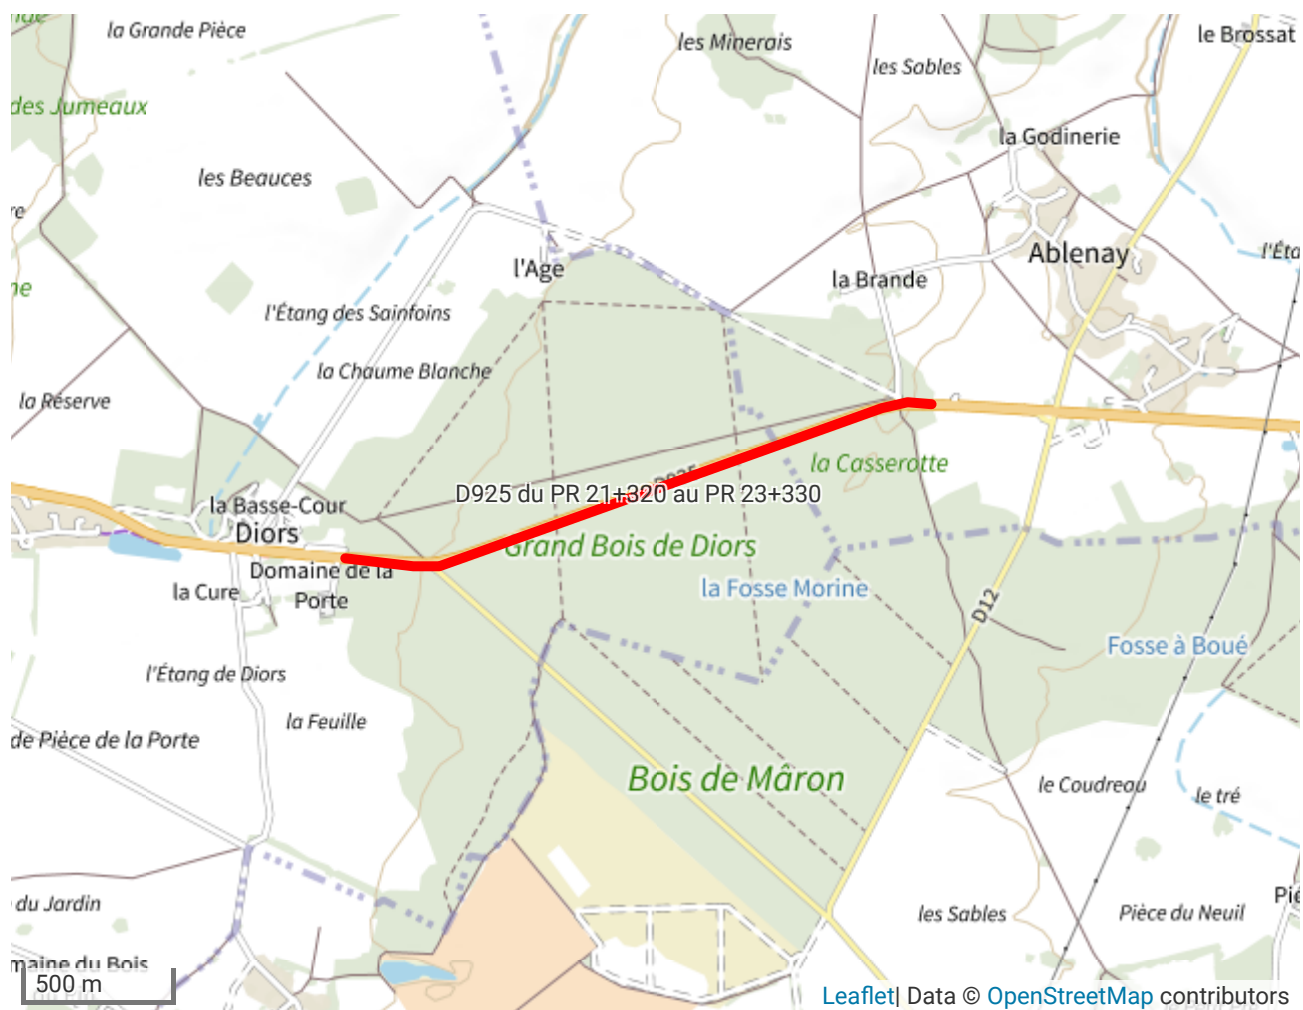 la Grande Pièce
les Minerais
le Brossat
les Sables
des Jumeaux
la Godinerie
les Beauces
Ablenay
l'Age
la Brande
l'Étang des Sainfoins
la Chaume Blanche
la Réserve
la Casserotte
D925 du PR 21+320 au PR 23+330
la Basse-Cour
Diors
Grand Bois de Diors
Domaine de la
Porte
la Cure
la Fosse Morine
D12
Fosse à Boué
l'Étang de Diors
la Feuille
de Pièce de la Porte
Bois de Mâron
le Coudreau
le tré
du Jardin
les Sables
Pièce du Neuil
maine du Bois
500 m
Leaflet| Data © OpenStreetMap contributors